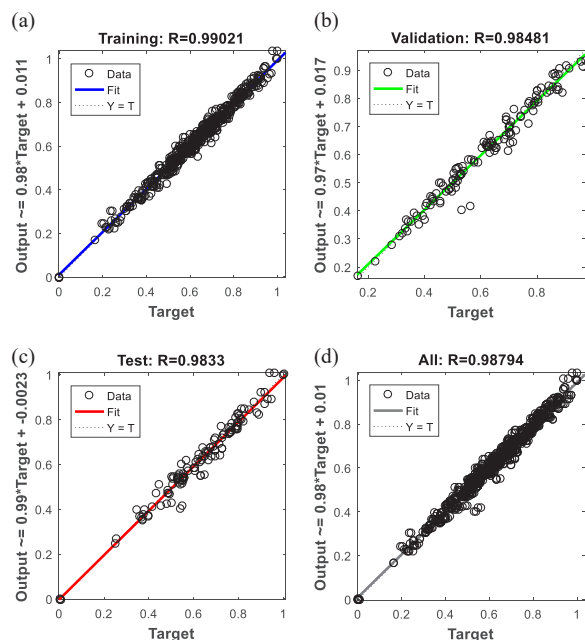 (a)
Training: R=0.99021
Output ~= 0.98*Target + 0.011
1
0.8
0.6
0.4
0.2
0
Data
Fit
Y = T
0
0.2
0.4
0.6
0.8
1
Target
(b)
Validation: R=0.98481
Output ~= 0.97*Target + 0.017
0.9
0.8
0.7
0.6
0.5
0.4
0.3
0.2
Data
Fit
Y = T
0.2
0.4
0.6
0.8
Target
(c)
Test: R=0.9833
Output ~= 0.99*Target + -0.0023
1
0.8
0.6
0.4
0.2
0
Data
Fit
Y = T
0
0.2
0.4
0.6
0.8
1
Target
(d)
All: R=0.98794
Output ~= 0.98*Target + 0.01
1
0.8
0.6
0.4
0.2
0
Data
Fit
Y = T
0
0.2
0.4
0.6
0.8
1
Target